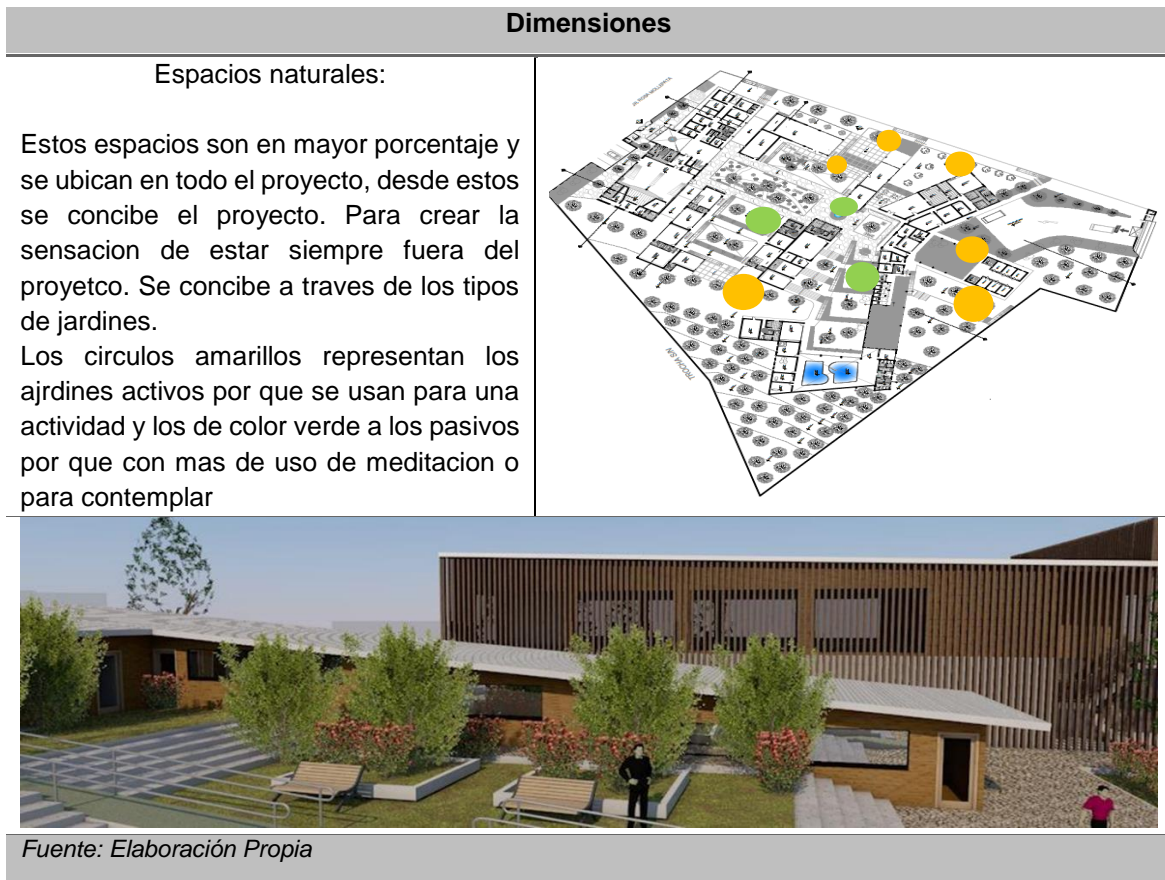 Dimensiones
Espacios naturales:
Estos espacios son en mayor porcentaje y
se ubican en todo el proyecto, desde estos
se concibe el proyecto. Para crear la
sensacion de estar siempre fuera del
proyetco. Se concibe a traves de los tipos
de jardines.
Los circulos amarillos representan los
ajrdines activos por que se usan para una
actividad y los de color verde a los pasivos
por que con mas de uso de meditacion o
para contemplar
TROCHA S/N
Fuente: Elaboración Propia